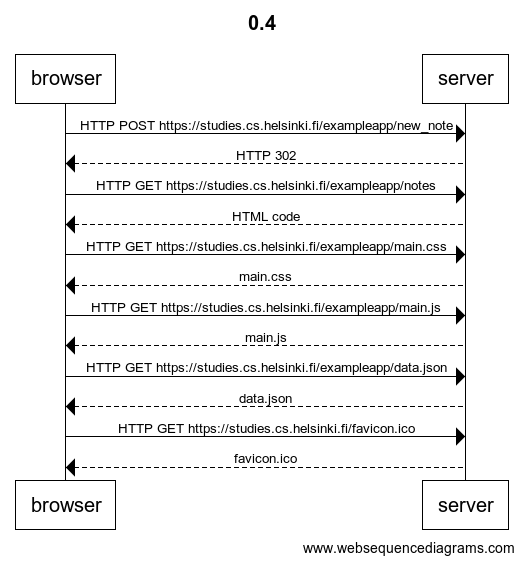 0.4
browser server
HTTP POST https://studies.cs.helsinki.fi/exampleapp/new_note
HTTP 302
HTTP GET https://studies.cs.helsinki.fi/exampleapp/notes
HTML code
HTTP GET https://studies.cs.helsinki.fi/exampleapp/main.css
main.css
HTTP GET https://studies.cs.helsinki.fi/exampleapp/main.js
main.js
HTTP GET https://studies.cs.helsinki.fi/exampleapp/data.json
data.json
HTTP GET https://studies.cs.helsinki.fi/favicon.ico
favicon.ico
browser server
www.websequencediagrams.com